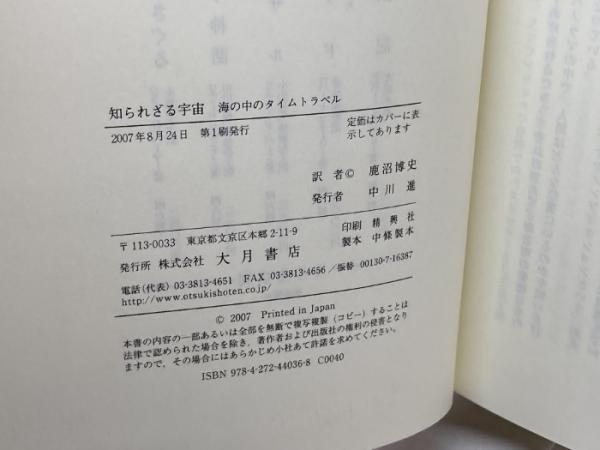 知られざる宇宙 海の中のタイムトラベル
2007年8月24日 第1刷発行
定価はカバーに表
示してあります
訳者© 鹿沼博史
発行者 中川 進
〒113-0033 東京都文京区本郷2-11-9
発行所 株式会社 大月書店
印刷 精興社
製本 中條製本
電話(代表) 03-3813-4651 FAX 03-3813-4656/振替 00130-7-16387
http://www.otsukishoten.co.jp/
© 2007 Printed in Japan
本書の内容の一部あるいは全部を無断で複写複製(コピー)することは
法律で認められた場合を除き,著作者および出版社の権利の侵害となり
ますので,その場合にはあらかじめ小社あて許諾を求めてください。
ISBN 978-4-272-44036-8 C0040